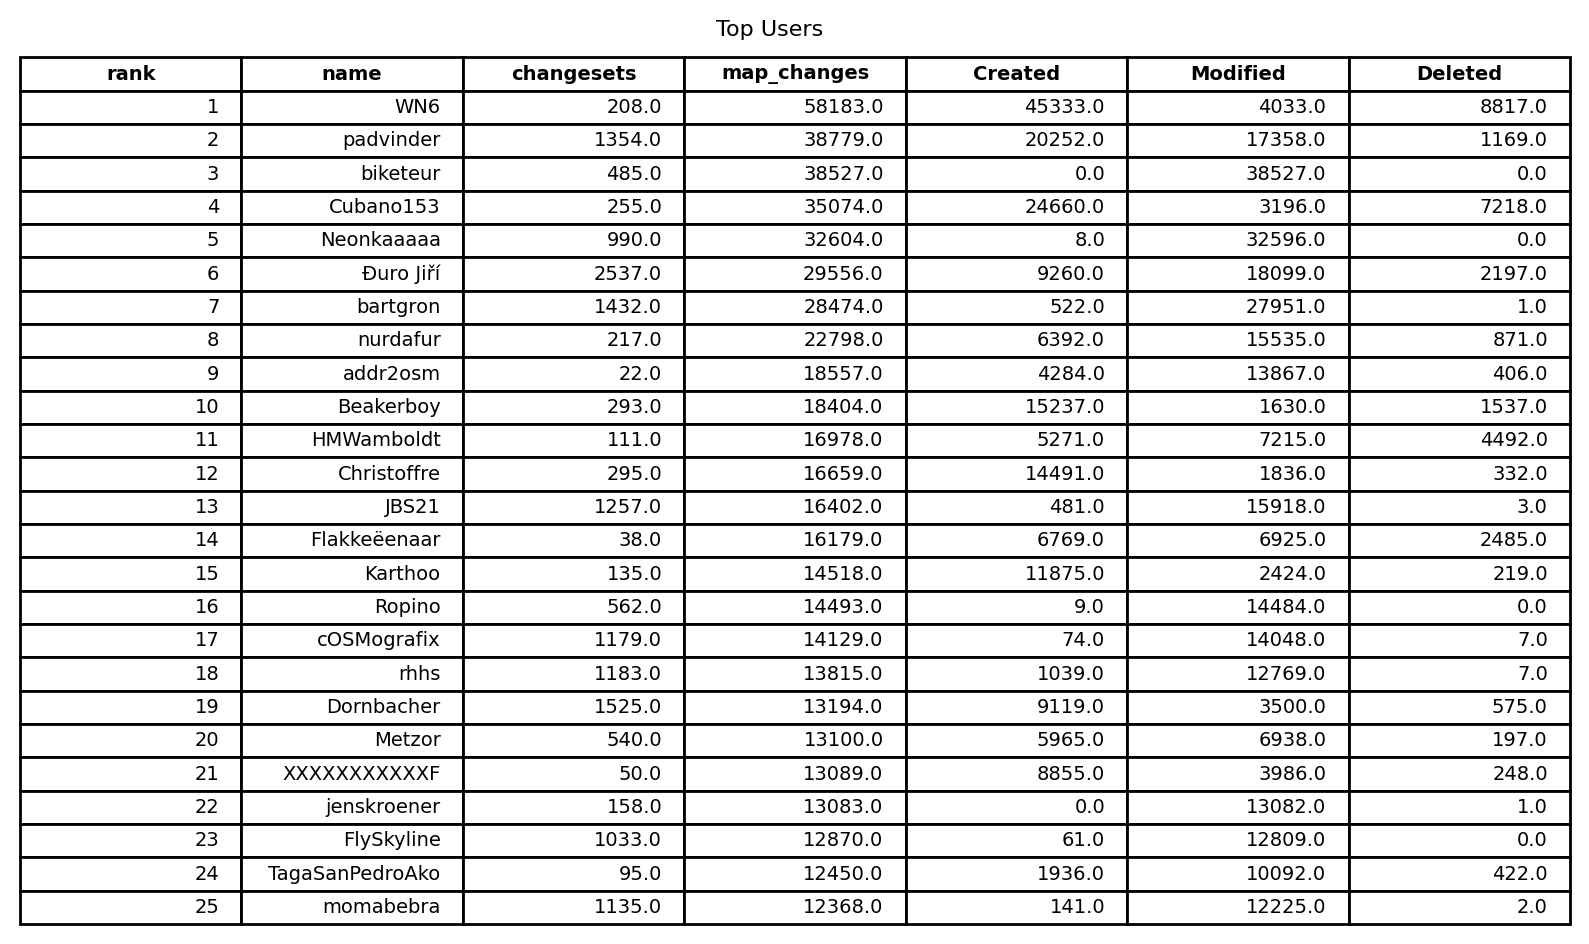 Top Users
rank name changesets map_changes Created Modified Deleted
1 WN6 208.0 58183.0 45333.0 4033.0 8817.0
2 padvinder 1354.0 38779.0 20252.0 17358.0 1169.0
3 biketeur 485.0 38527.0 0.0 38527.0 0.0
4 Cubano153 255.0 35074.0 24660.0 3196.0 7218.0
5 Neonkaaaaa 990.0 32604.0 8.0 32596.0 0.0
6 Đuro Jiří 2537.0 29556.0 9260.0 18099.0 2197.0
7 bartgron 1432.0 28474.0 522.0 27951.0 1.0
8 nurdafur 217.0 22798.0 6392.0 15535.0 871.0
9 addr2osm 22.0 18557.0 4284.0 13867.0 406.0
10 Beakerboy 293.0 18404.0 15237.0 1630.0 1537.0
11 HMWamboldt 111.0 16978.0 5271.0 7215.0 4492.0
12 Christoffre 295.0 16659.0 14491.0 1836.0 332.0
13 JBS21 1257.0 16402.0 481.0 15918.0 3.0
14 Flakkeëenaar 38.0 16179.0 6769.0 6925.0 2485.0
15 Karthoo 135.0 14518.0 11875.0 2424.0 219.0
16 Ropino 562.0 14493.0 9.0 14484.0 0.0
17 cOSMografix 1179.0 14129.0 74.0 14048.0 7.0
18 rhhs 1183.0 13815.0 1039.0 12769.0 7.0
19 Dornbacher 1525.0 13194.0 9119.0 3500.0 575.0
20 Metzor 540.0 13100.0 5965.0 6938.0 197.0
21 XXXXXXXXXXXF 50.0 13089.0 8855.0 3986.0 248.0
22 jenskroener 158.0 13083.0 0.0 13082.0 1.0
23 FlySkyline 1033.0 12870.0 61.0 12809.0 0.0
24 TagaSanPedroAko 95.0 12450.0 1936.0 10092.0 422.0
25 momabebra 1135.0 12368.0 141.0 12225.0 2.0